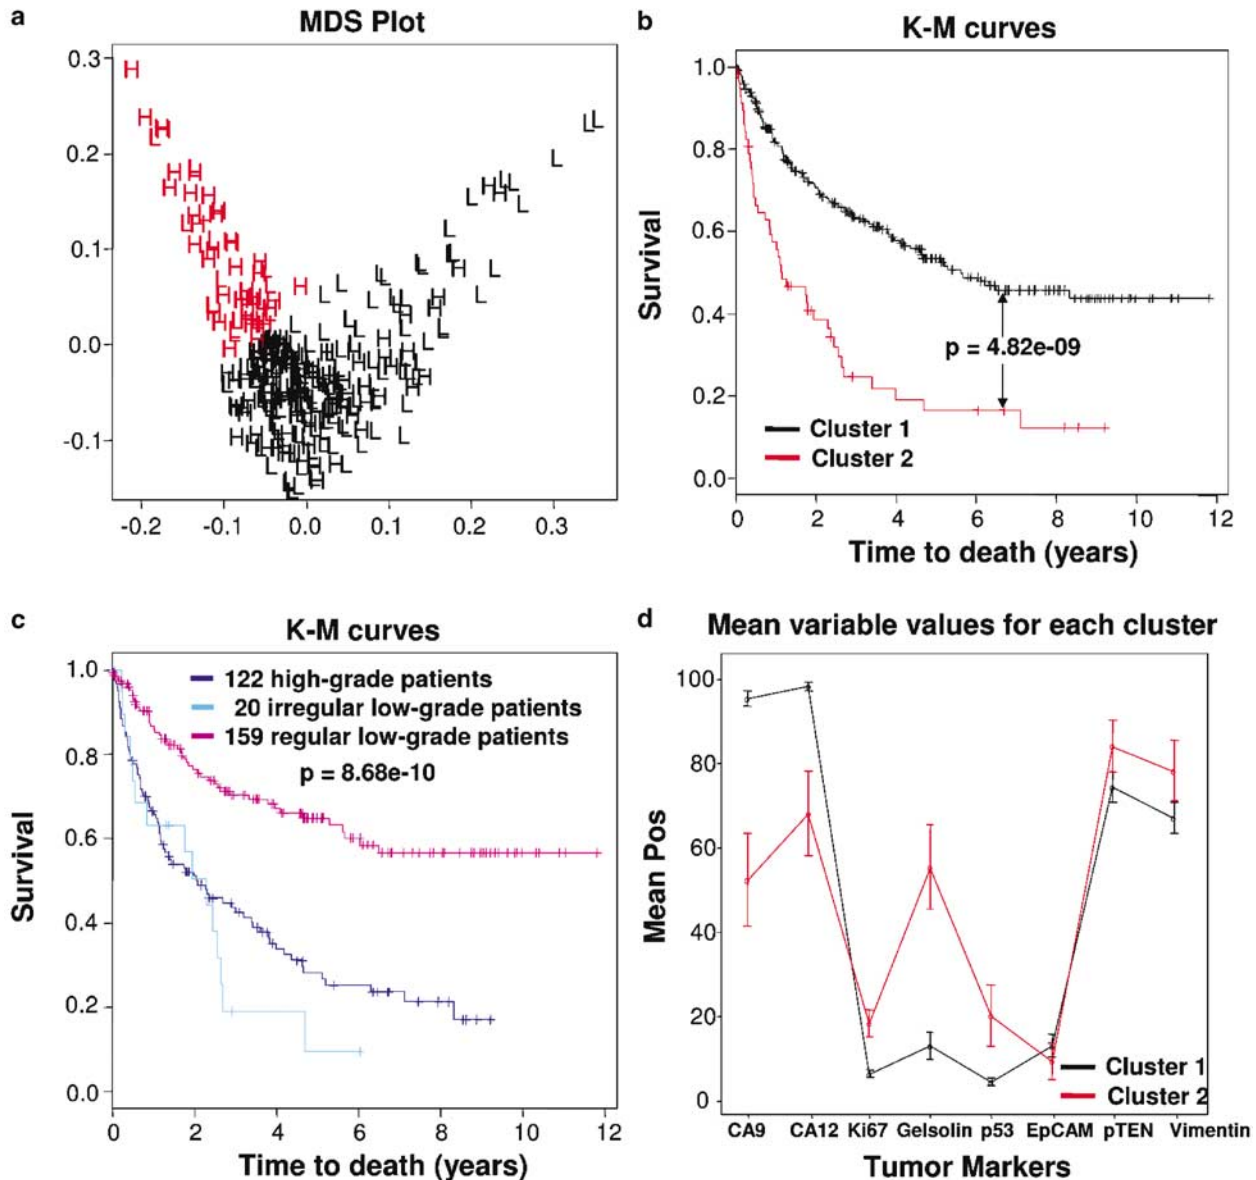 a
MDS Plot
0.3
0.2
0.1
0.0
-0.1
-0.2 -0.1 0.0 0.1 0.2 0.3
b
K-M curves
Survival
1.0
0.8
0.6
0.4
0.2
0.0
p = 4.82e-09
Cluster 1
Cluster 2
0 2 4 6 8 10 12
Time to death (years)
c
K-M curves
Survival
1.0
0.8
0.6
0.4
0.2
0.0
122 high-grade patients
20 irregular low-grade patients
159 regular low-grade patients
p = 8.68e-10
0 2 4 6 8 10 12
Time to death (years)
d
Mean variable values for each cluster
Mean Pos
100
80
60
40
20
0
Cluster 1
Cluster 2
CA9 CA12 Ki67 Gelsolin p53 EpCAM pTEN Vimentin
Tumor Markers